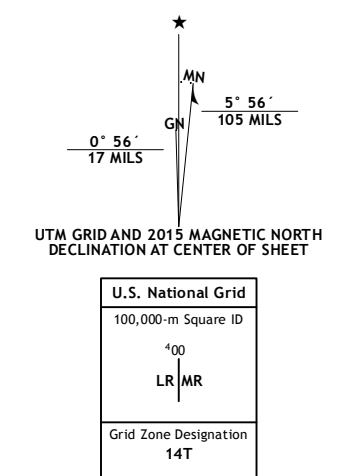 ★
MN
5° 56´
105 MILS
GN
0° 56´
17 MILS
UTM GRID AND 2015 MAGNETIC NORTH
DECLINATION AT CENTER OF SHEET
U.S. National Grid
100,000-m Square ID
⁴00
LR MR
Grid Zone Designation
14T